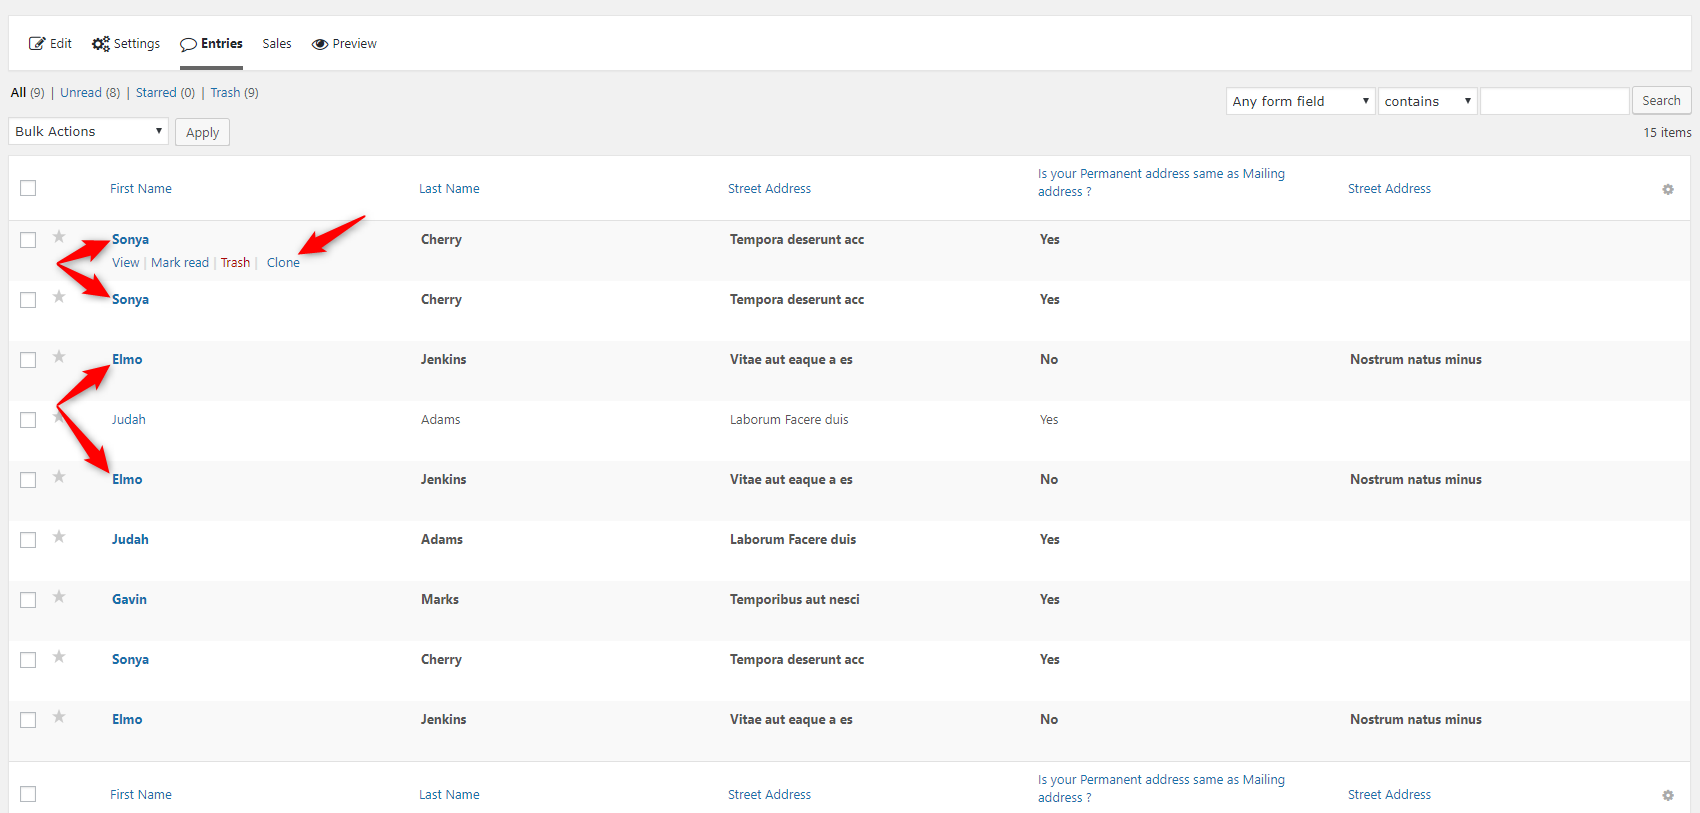 Edit Settings Entries Sales Preview
All (9) | Unread (8) | Starred (0) | Trash (9)
Any form field contains Search
Bulk Actions Apply
15 items
First Name Last Name Street Address Is your Permanent address same as Mailing address ? Street Address
Sonya Cherry Tempora deserunt acc Yes
View | Mark read | Trash | Clone
Sonya Cherry Tempora deserunt acc Yes
Elmo Jenkins Vitae aut eaque a es No Nostrum natus minus
Judah Adams Laborum Facere duis Yes
Elmo Jenkins Vitae aut eaque a es No Nostrum natus minus
Judah Adams Laborum Facere duis Yes
Gavin Marks Temporibus aut nesci Yes
Sonya Cherry Tempora deserunt acc Yes
Elmo Jenkins Vitae aut eaque a es No Nostrum natus minus
First Name Last Name Street Address Is your Permanent address same as Mailing address ? Street Address